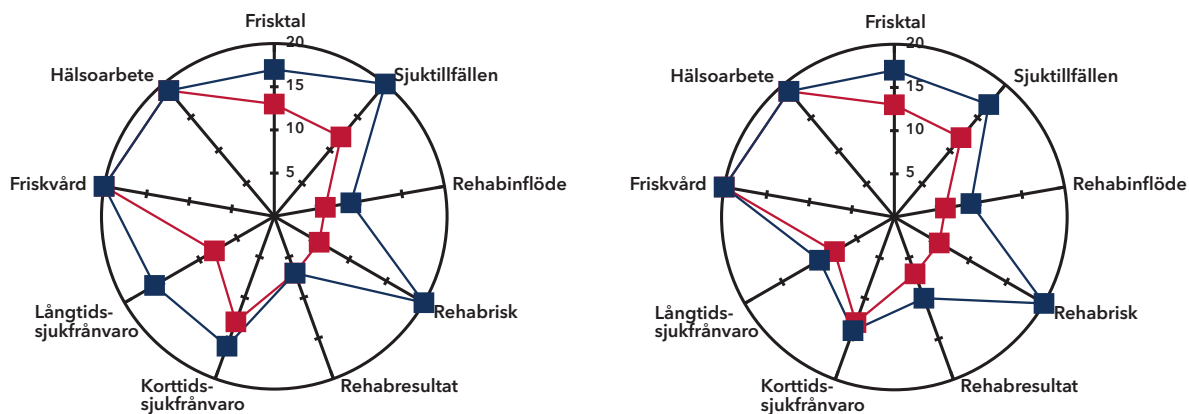 Frisktal
20
15
10
5
Hälsoarbete
Sjuktillfällen
Friskvård
Rehabinflöde
Långtids-
sjukfrånvaro
Rehabrisk
Korttids-
sjukfrånvaro
Rehabresultat
Frisktal
20
15
10
5
Hälsoarbete
Sjuktillfällen
Friskvård
Rehabinflöde
Långtids-
sjukfrånvaro
Rehabrisk
Korttids-
sjukfrånvaro
Rehabresultat